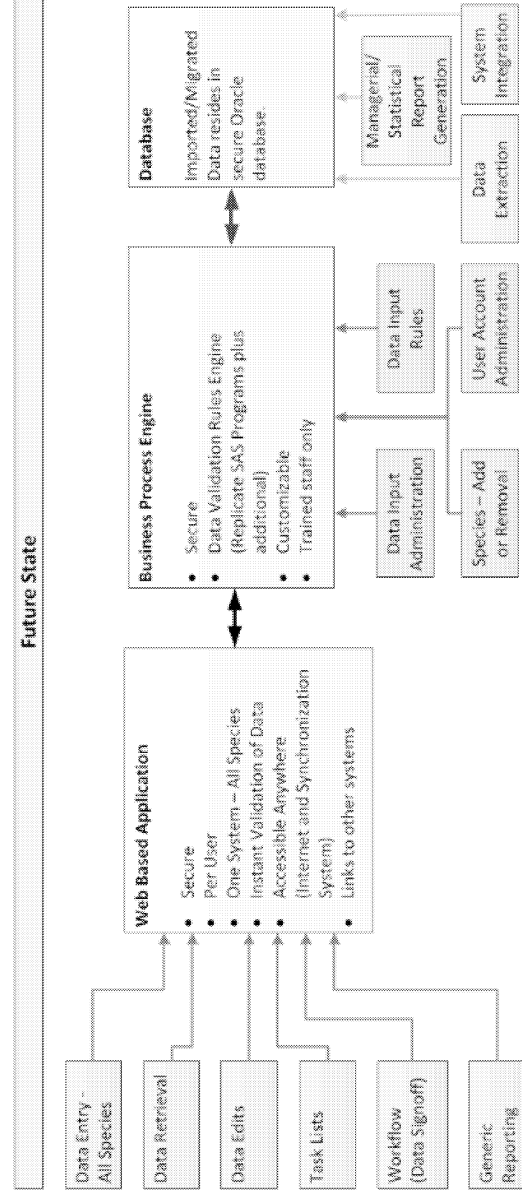 Future State
Data Entry -
All Species
Data Retrieval
Data Edits
Task Lists
Workflow
(Data Signoff)
Generic
Reporting
Web Based Application
• Secure
• Per User
• One System – All Species
• Instant Validation of Data
• Accessible Anywhere
(Internet and Synchronization
System)
• Links to other systems
Business Process Engine
• Secure
• Data Validation Rules Engine
(Replicate SAS Programs plus
additional)
• Customizable
• Trained staff only
Data Input
Administration
Data Input
Rules
Species – Add
or Removal
User Account
Administration
Database
Imported/Migrated
Data resides in
secure Oracle
database.
Managerial/
Statistical
Report
Generation
Data
Extraction
System
Integration